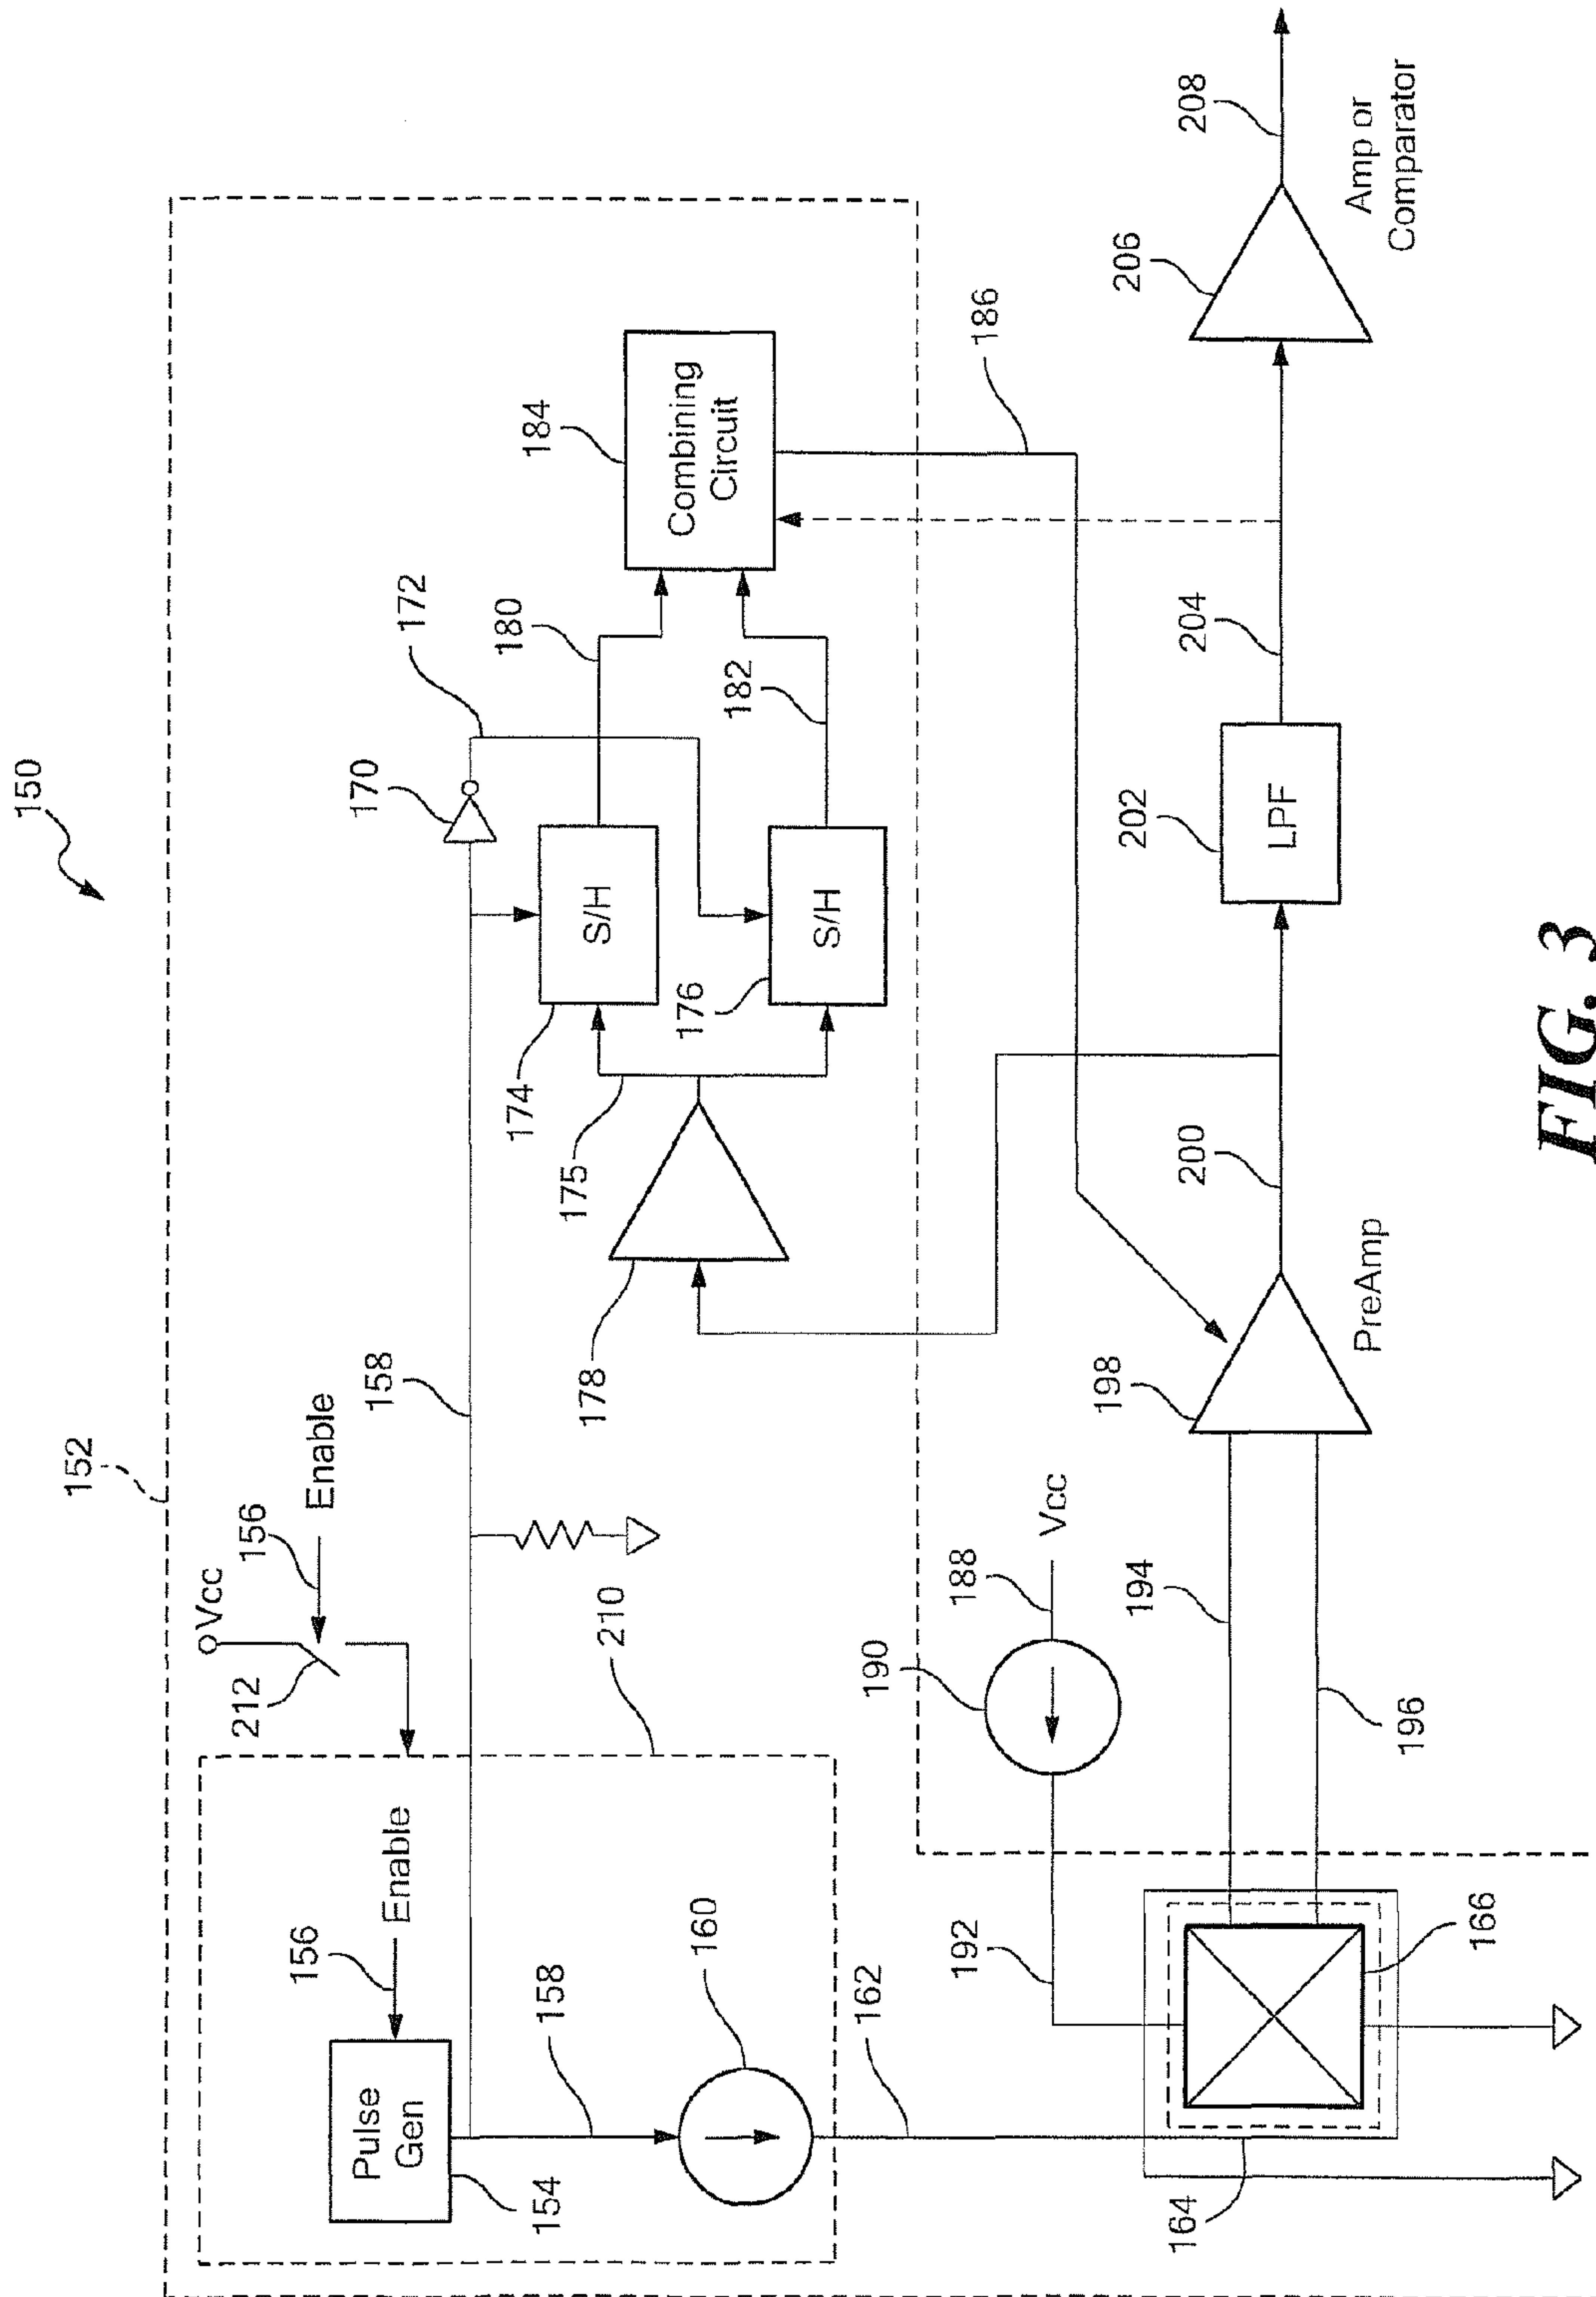 150
152
Vcc
156
Enable
212
158
170
172
156
Enable
Pulse
Gen
154
158
160
210
174
S/H
175
176
S/H
178
180
182
184
Combining
Circuit
186
162
164
166
192
190
188
Vcc
194
196
198
PreAmp
200
202
LPF
204
206
208
Amp or
Comparator
FIG. 3